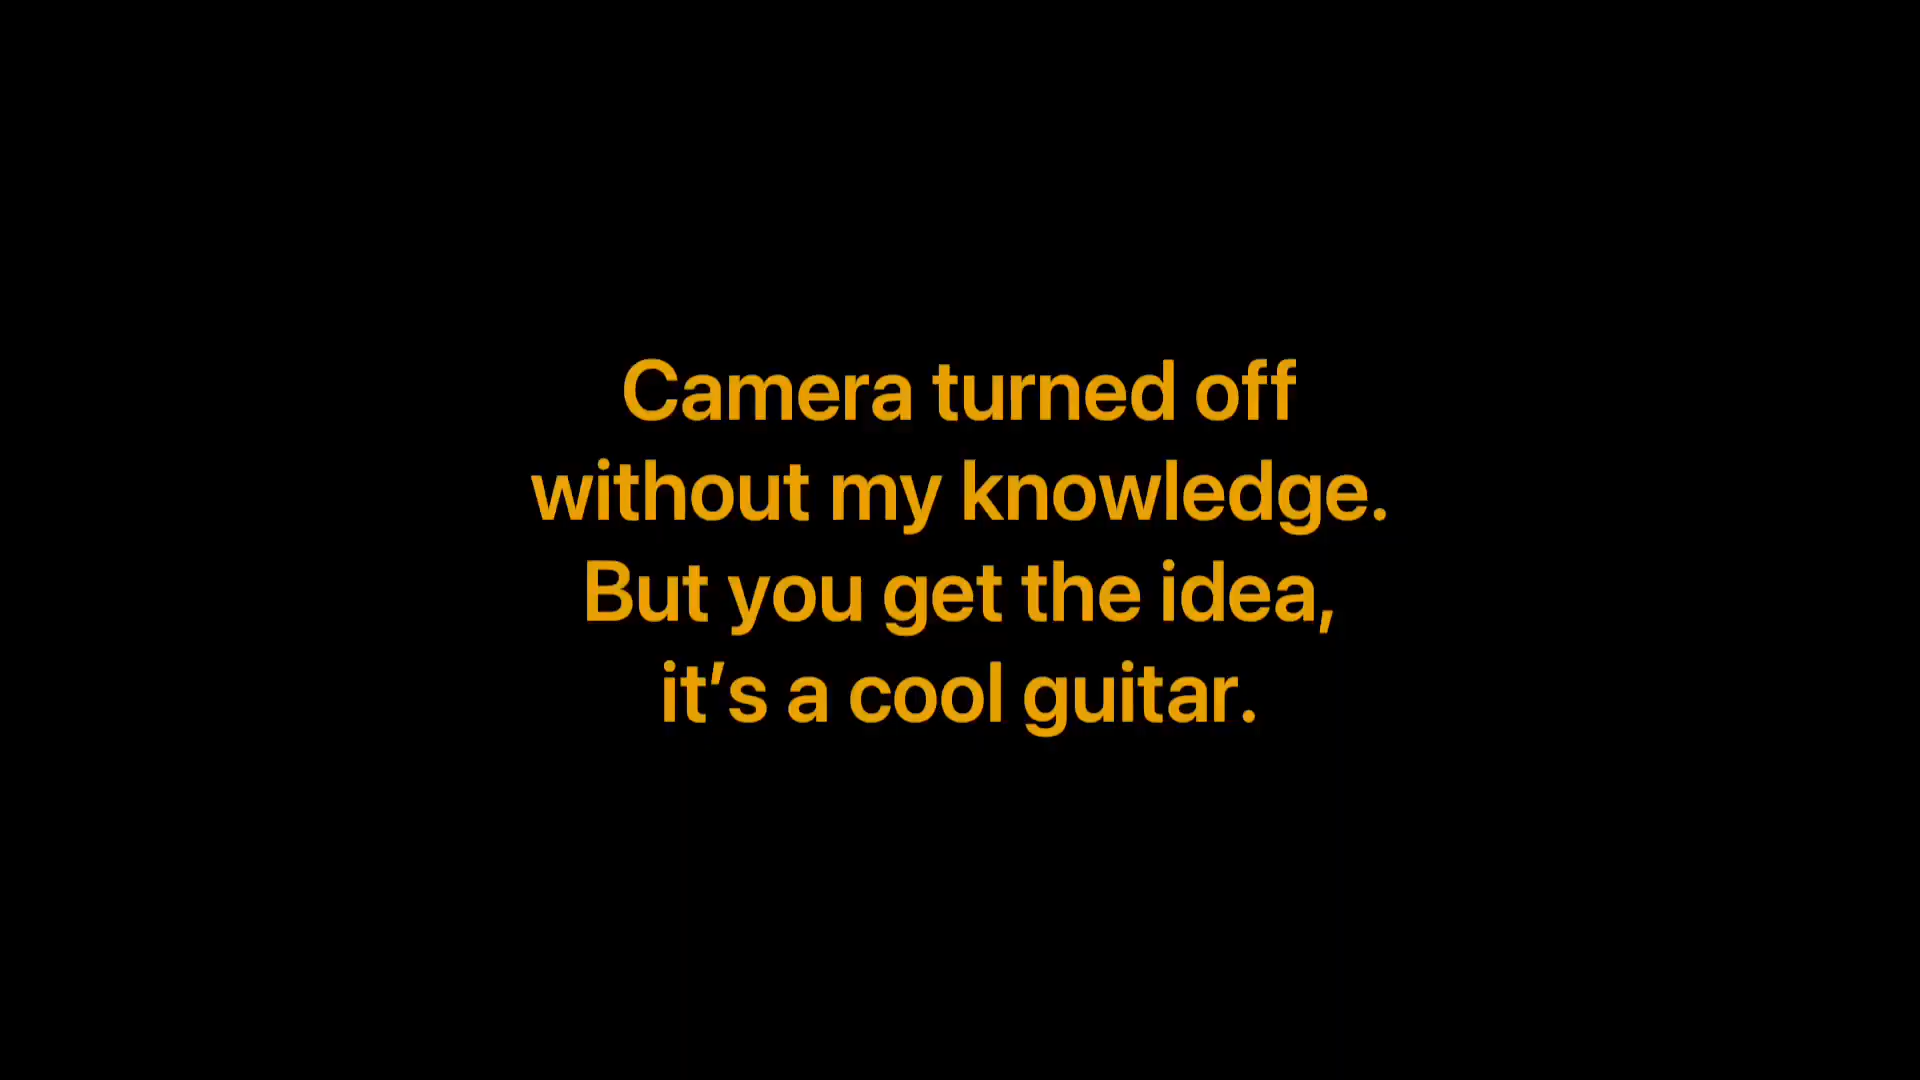 Camera turned off
without my knowledge.
But you get the idea,
it’s a cool guitar.